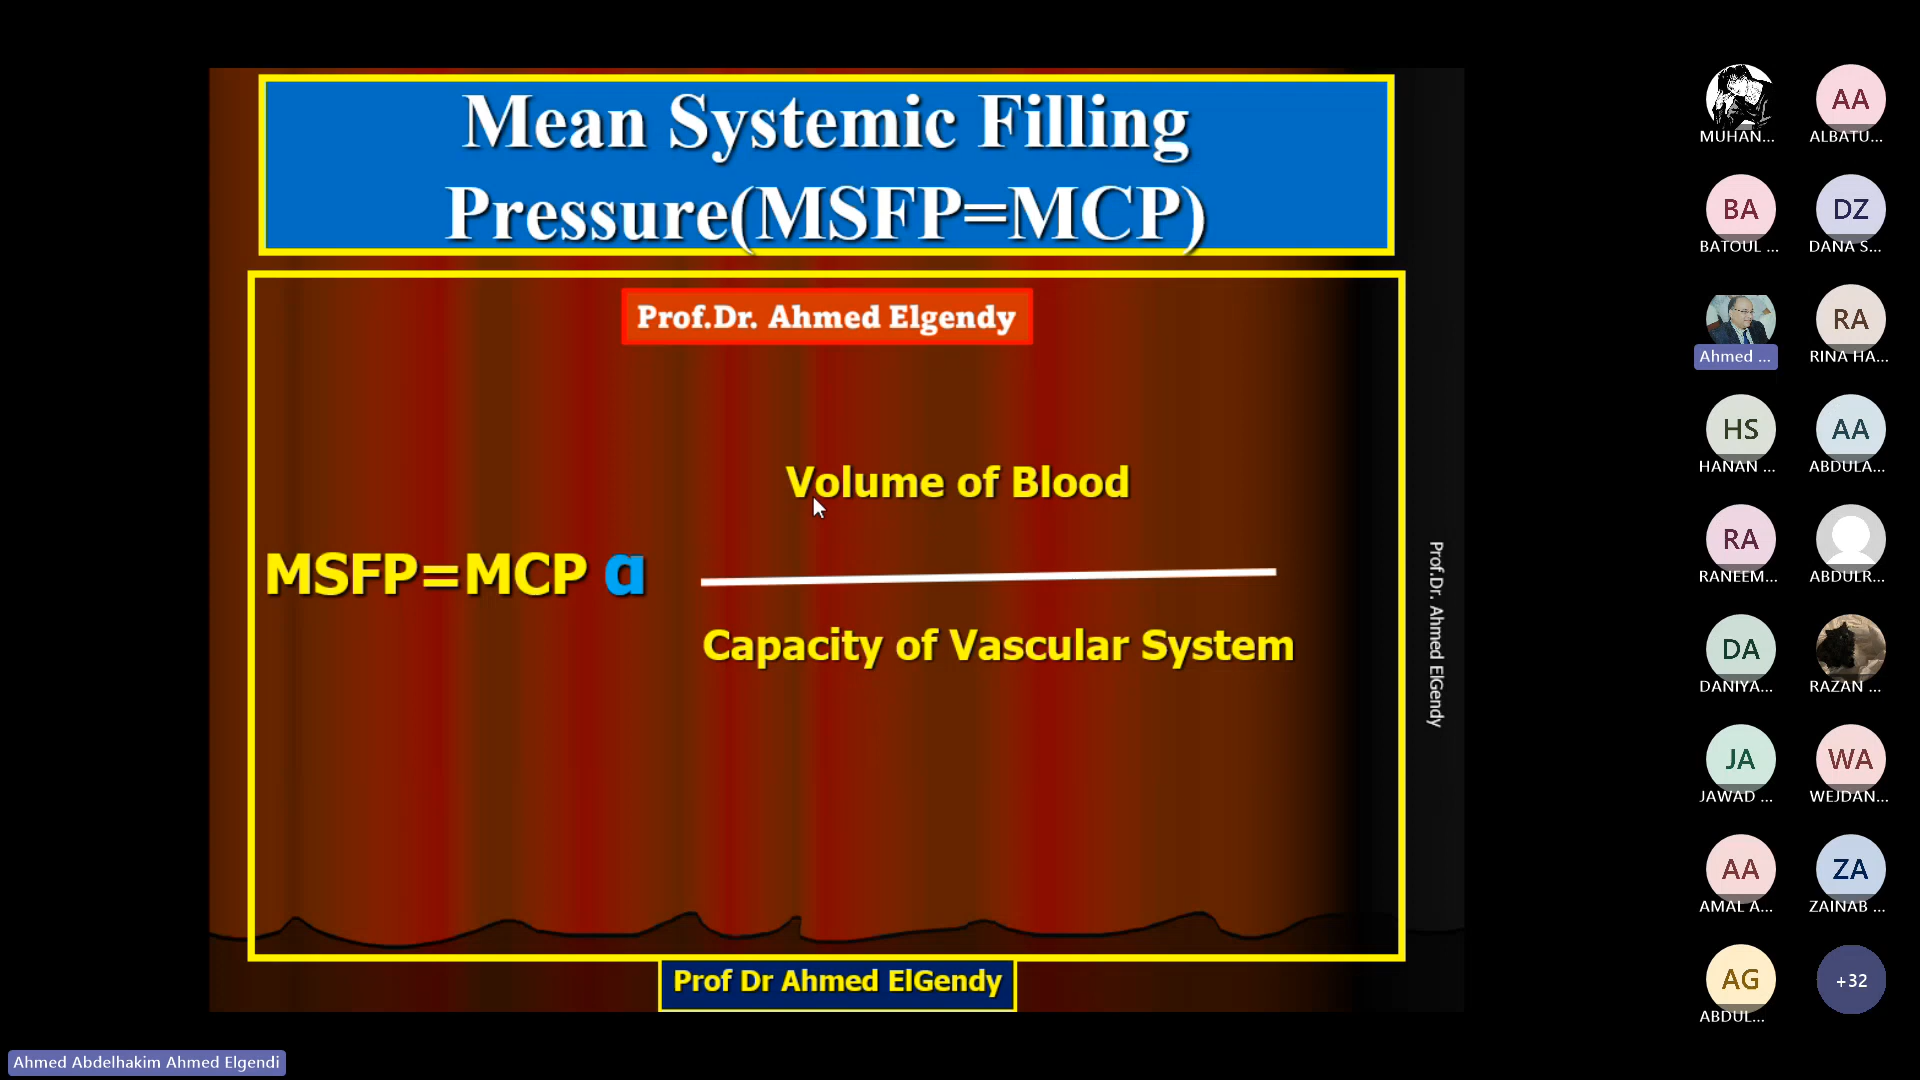 Mean Systemic Filling
Pressure(MSFP=MCP)
Prof.Dr. Ahmed Elgendy
Volume of Blood
MSFP=MCP α
Capacity of Vascular System
Prof.Dr. Ahmed ElGendy
Prof Dr Ahmed ElGendy
MUHAN...
AA
ALBATU...
BA
BATOUL ...
DZ
DANA S...
Ahmed ...
RA
RINA HA...
HS
HANAN ...
AA
ABDULA...
RA
RANEEM...
ABDULR...
DA
DANIYA...
RAZAN ...
JA
JAWAD ...
WA
WEJDAN...
AA
AMAL A...
ZA
ZAINAB ...
AG
ABDUL...
+32
Ahmed Abdelhakim Ahmed Elgendi